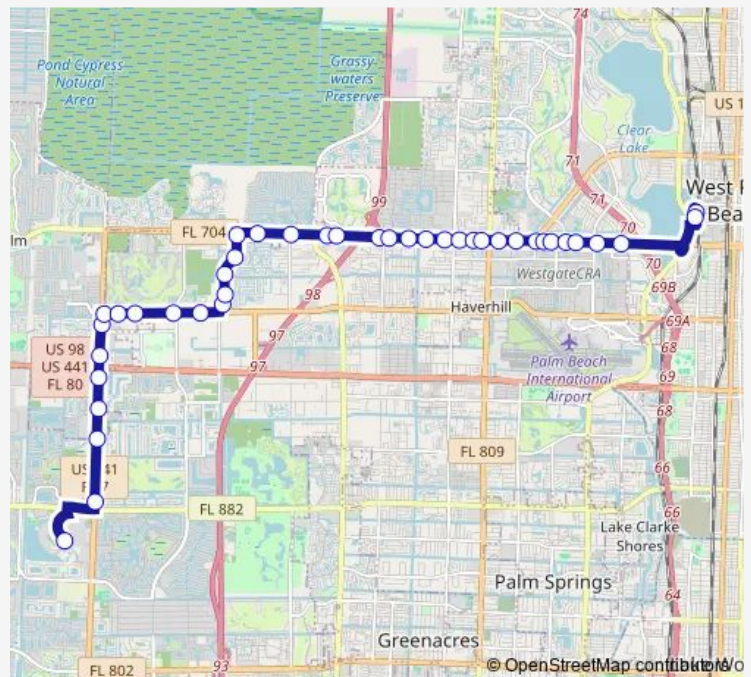 74
Pond Cypress
Natural
Area
Grassy
waters
Preserve
US 1
Clear
Lake
71
99
71
West
Bea
FL 704
70
lm
70
WestgateCRA
98
69B
Haverhill
69A
97
68
US 98
US 441
FL 80
Palm Beach
International
Airport
97
69
68
FL 809
66
US 441
FL 882
66
Lake Clarke
Shores
Palm Springs
64
Greenacres
FL 802
93
© OpenStreetMap contributors